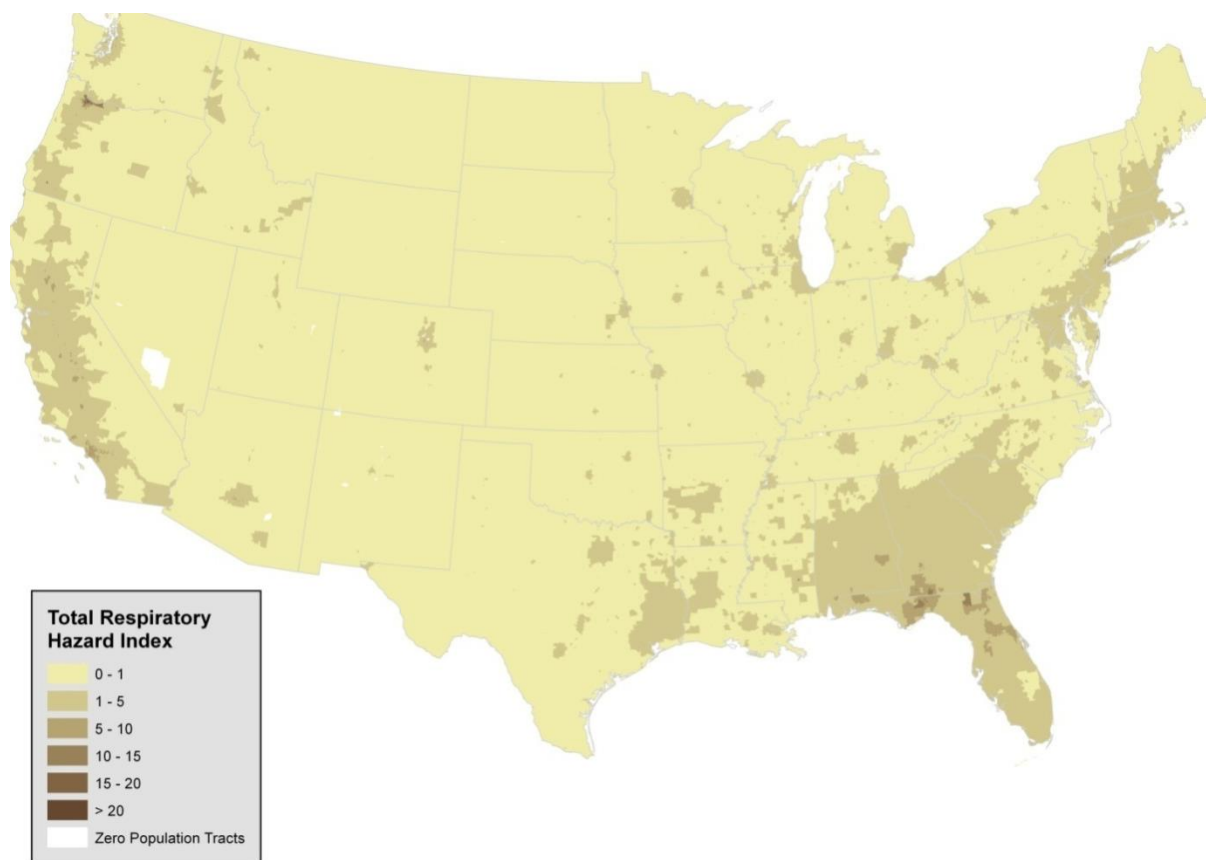 Total Respiratory
Hazard Index
0 - 1
1 - 5
5 - 10
10 - 15
15 - 20
> 20
Zero Population Tracts